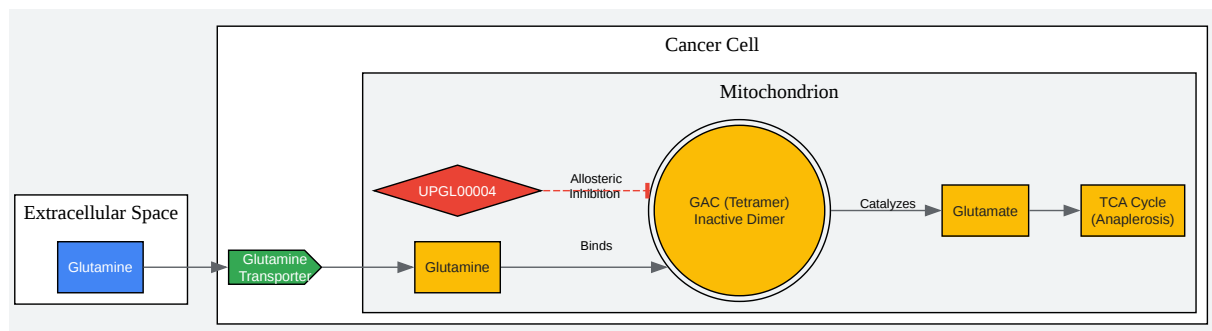 Cancer Cell
Mitochondrion
Extracellular Space
Glutamine
Glutamine
Transporter
UPGL00004
Allosteric
Inhibition
Glutamine
Binds
GAC (Tetramer)
Inactive Dimer
Catalyzes
Glutamate
TCA Cycle
(Anaplerosis)